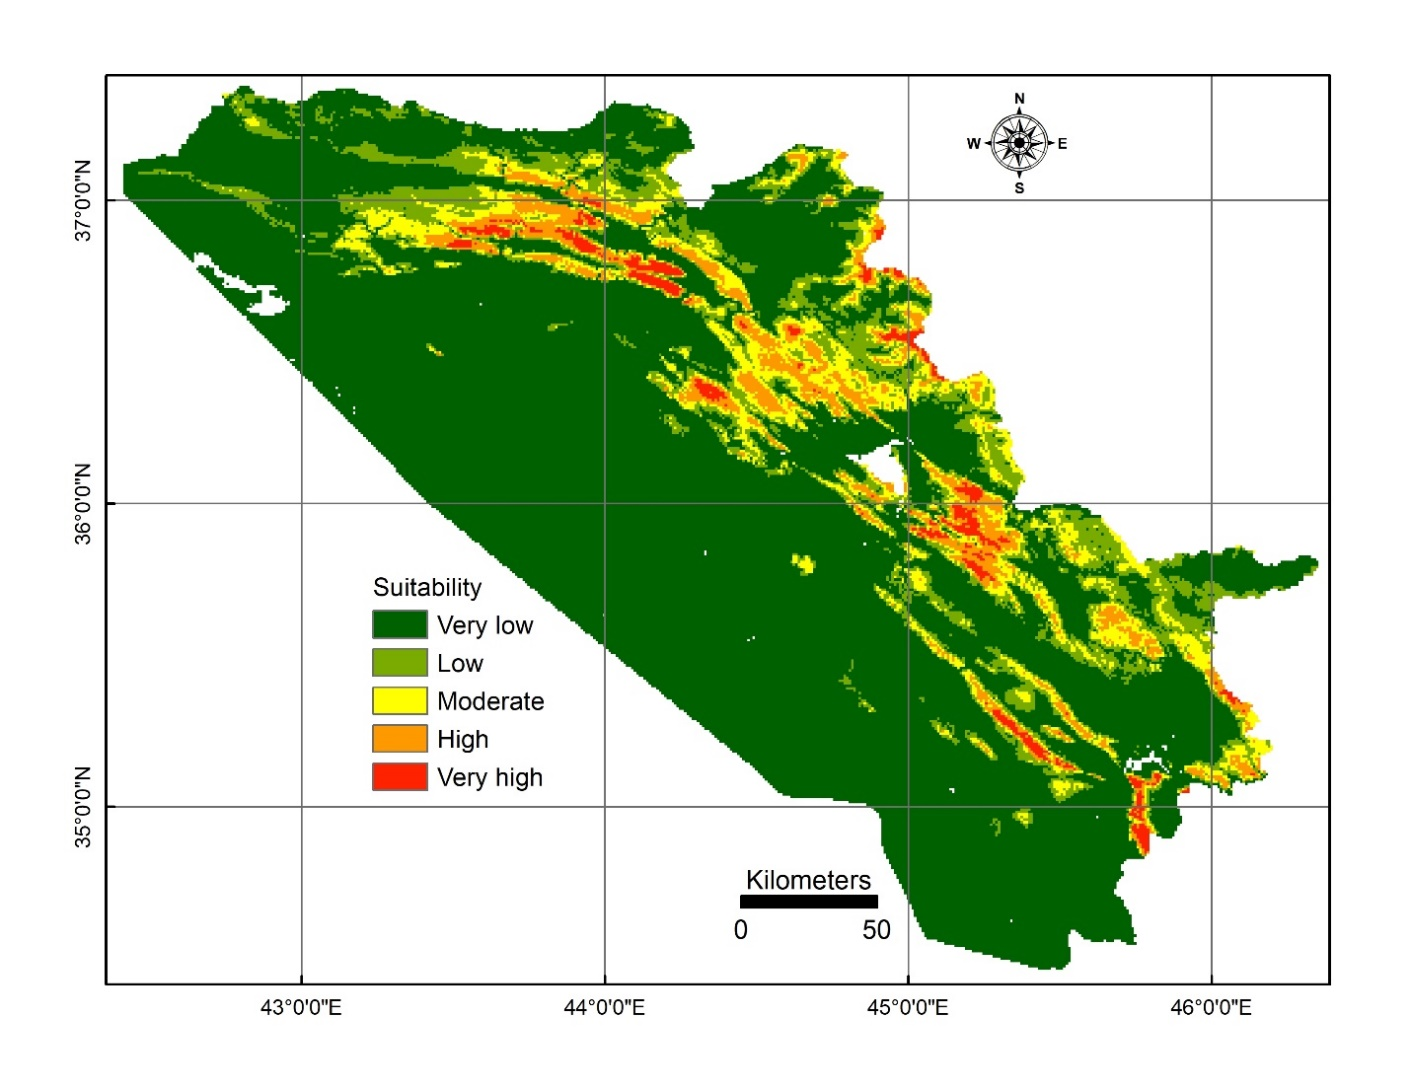 N
W E
S
37°0'0"N
36°0'0"N
35°0'0"N
Suitability
Very low
Low
Moderate
High
Very high
Kilometers
0 50
43°0'0"E 44°0'0"E 45°0'0"E 46°0'0"E